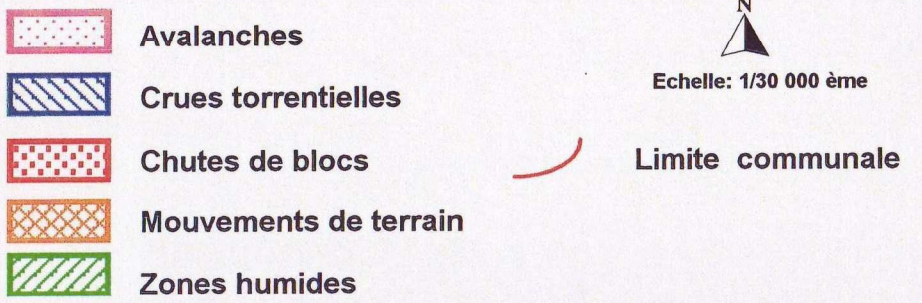 Avalanches
N
Echelle: 1/30 000 ème
Crues torrentielles
Chutes de blocs
Limite communale
Mouvements de terrain
Zones humides